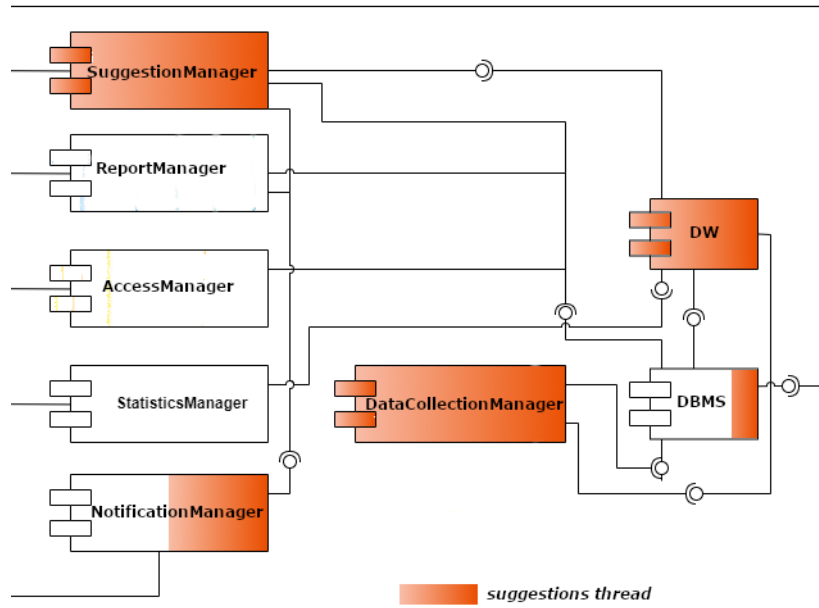 SuggestionManager
ReportManager
DW
AccessManager
StatisticsManager
DataCollectionManager
DBMS
NotificationManager
suggestions thread